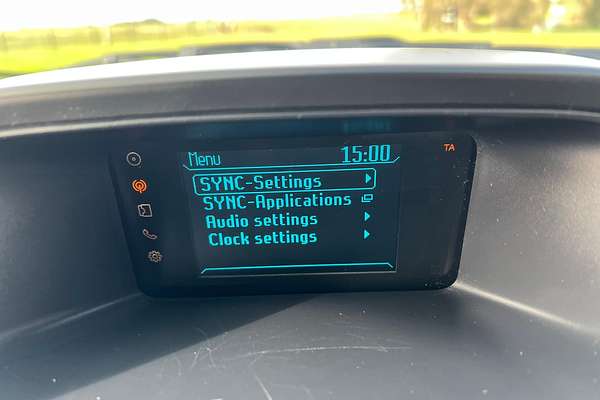 Menu 15:00
TA
SYNC-Settings
SYNC-Applications
Audio settings
Clock settings